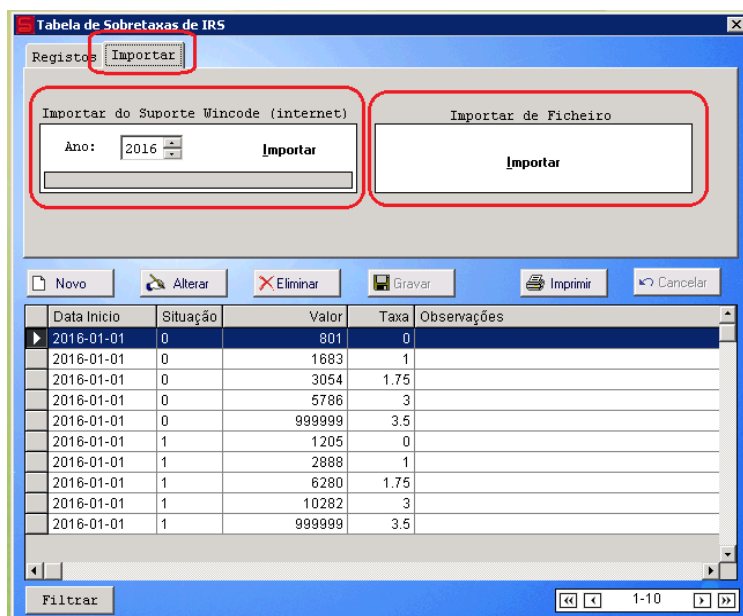 Tabela de Sobretaxas de IRS
Registos Importar
Importar do Suporte Wincode (internet)
Ano: 2016 Importar
Importar de Ficheiro
Importar
Novo Alterar Eliminar Gravar Imprimir Cancelar
Data Inicio Situação Valor Taxa Observações
2016-01-01 0 801 0
2016-01-01 0 1683 1
2016-01-01 0 3054 1.75
2016-01-01 0 5786 3
2016-01-01 0 999999 3.5
2016-01-01 1 1205 0
2016-01-01 1 2888 1
2016-01-01 1 6280 1.75
2016-01-01 1 10282 3
2016-01-01 1 999999 3.5
Filtrar 1-10